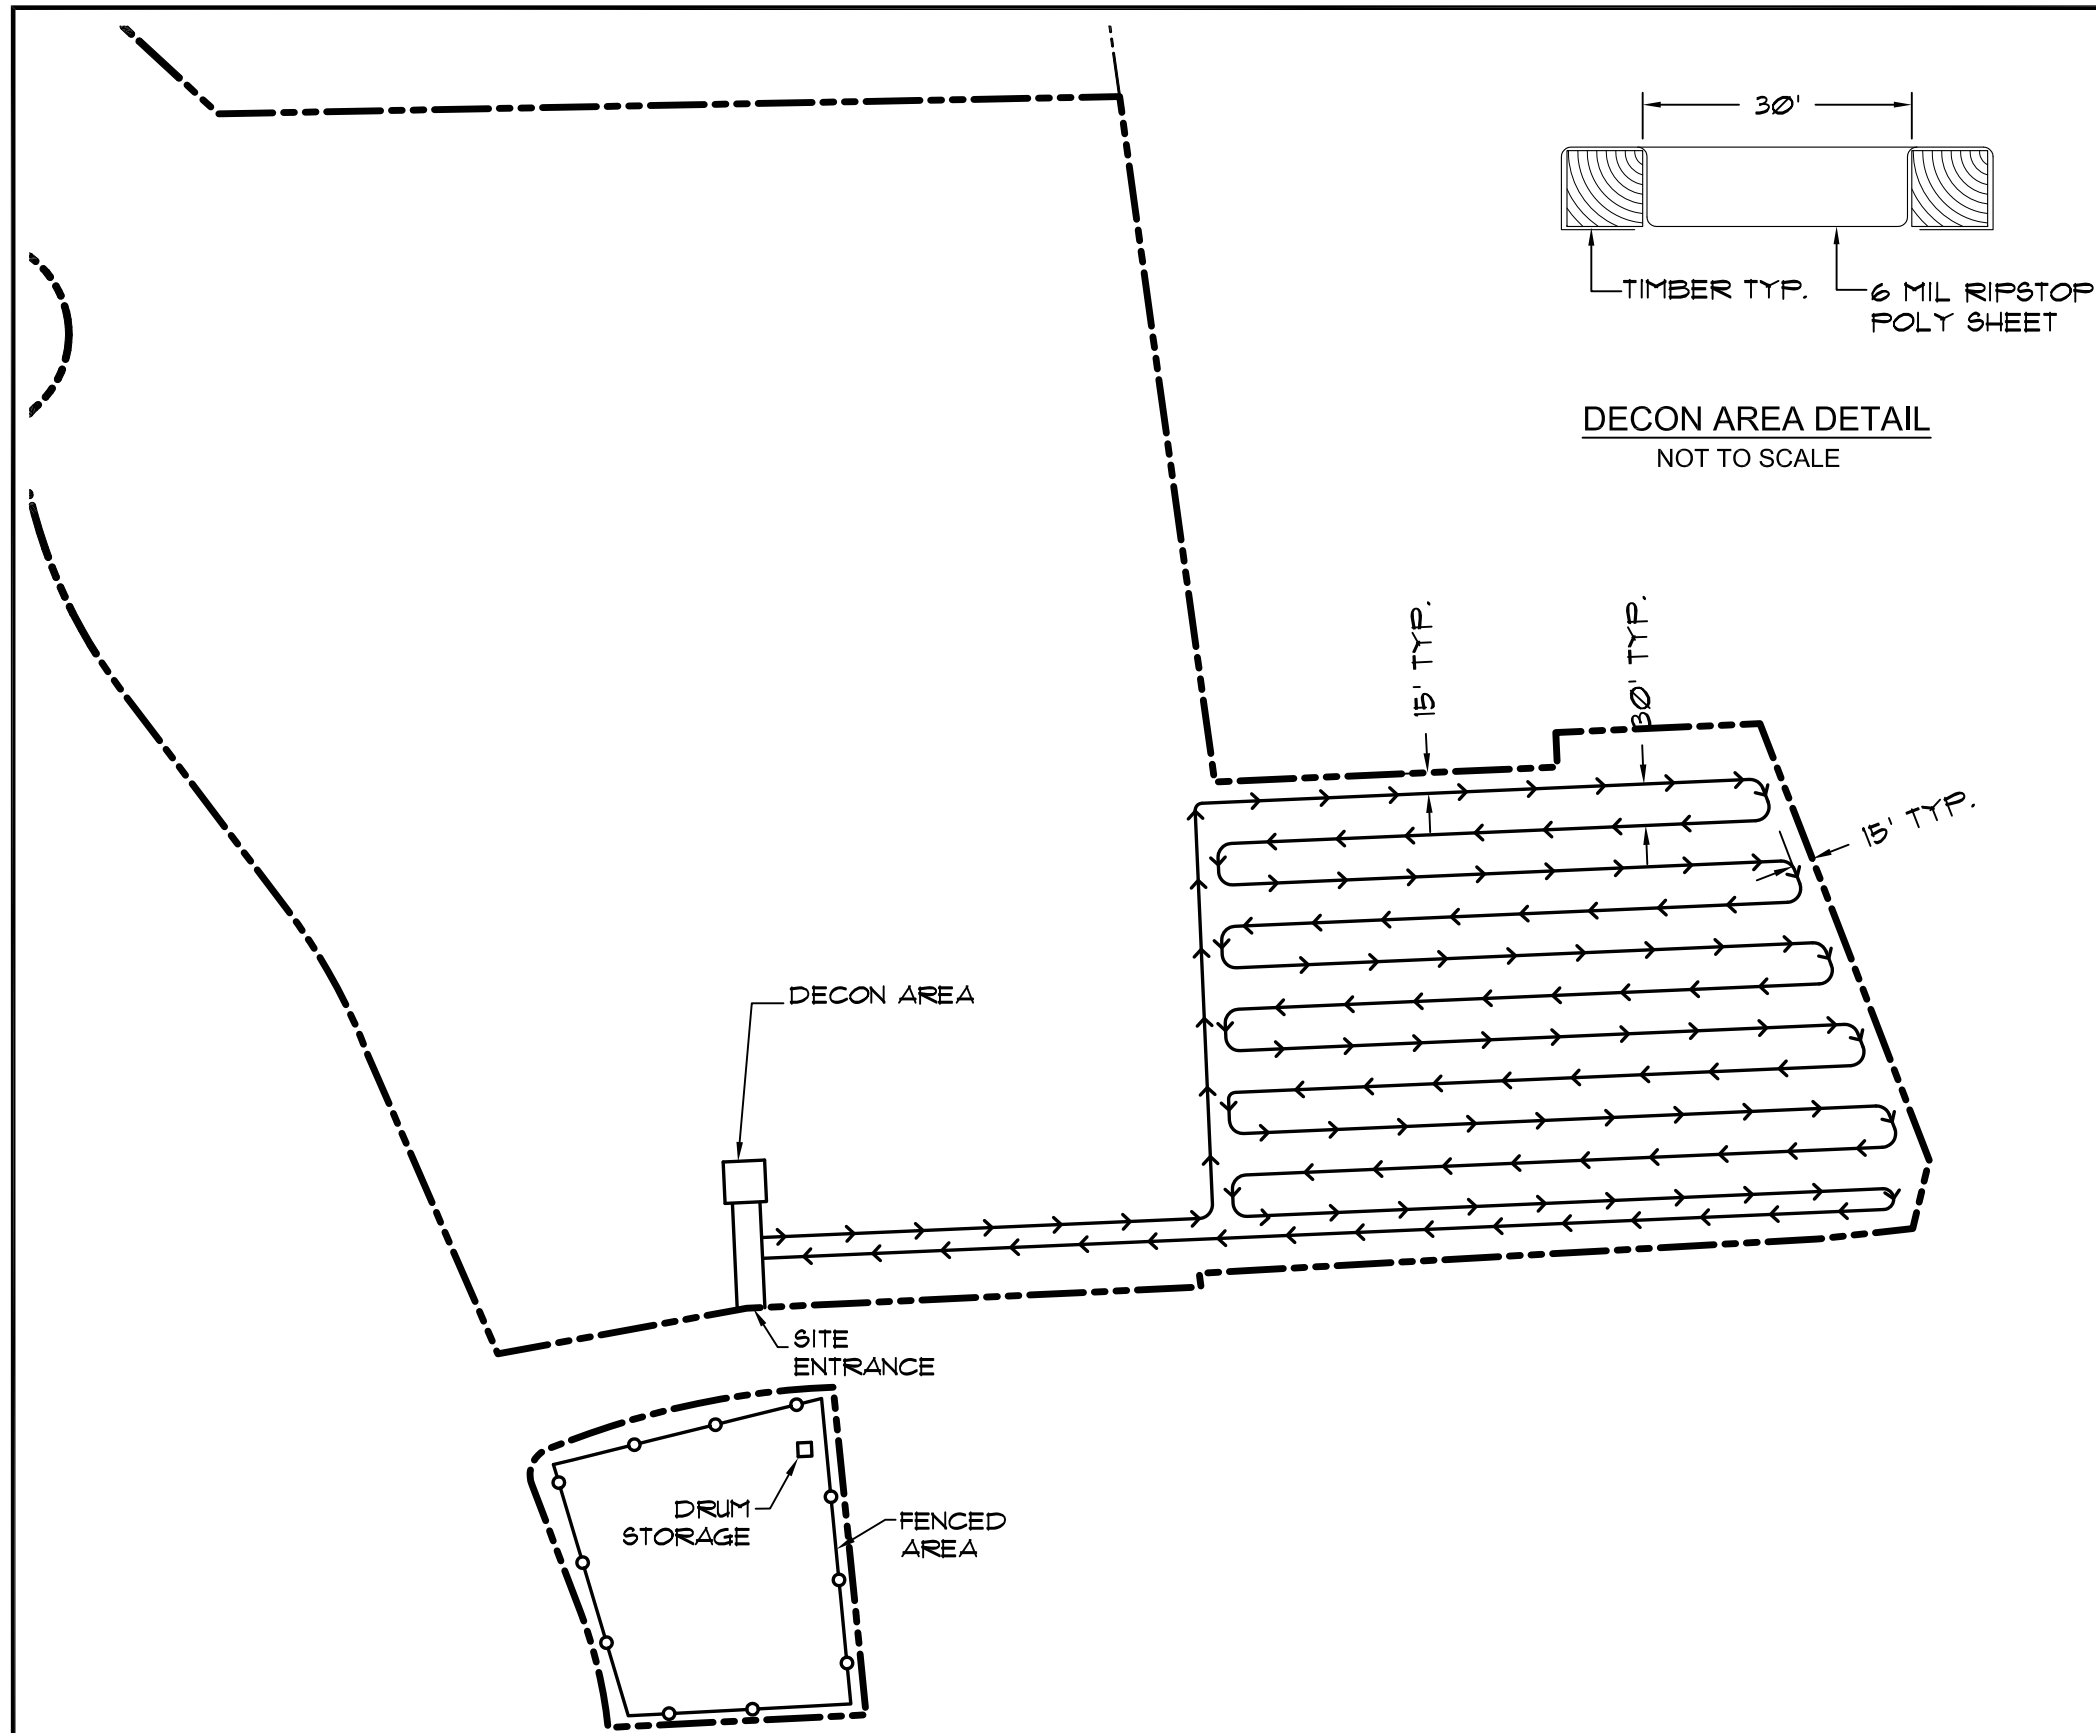 30'
TIMBER TYP.
6 MIL RIPSTOP
POLY SHEET
DECON AREA DETAIL
NOT TO SCALE
15' TYP.
30' TYP.
15' TYP.
DECON AREA
SITE
ENTRANCE
DRUM
STORAGE
FENCED
AREA